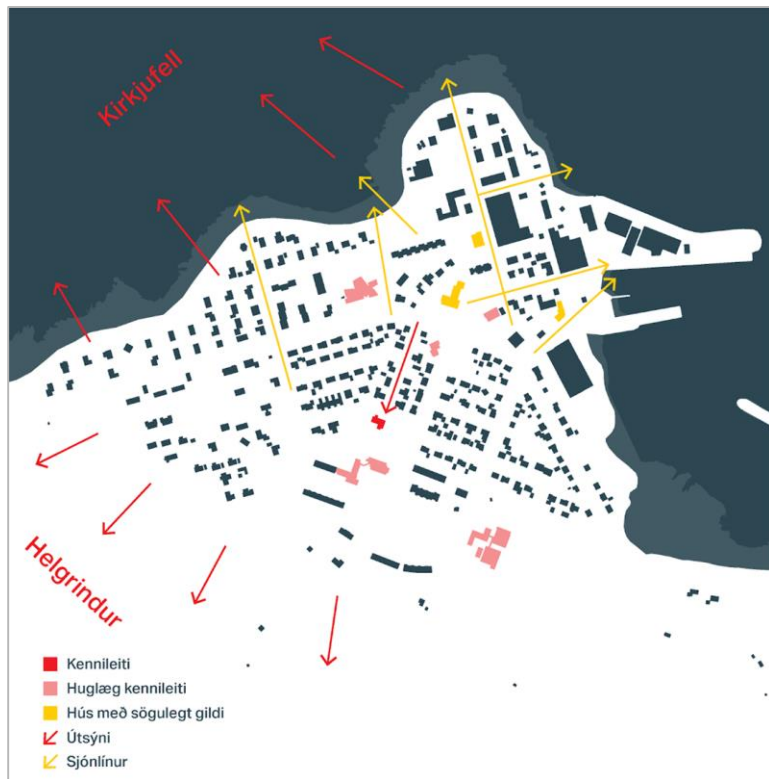 Kirkjufell
Helgrindur
Kennileiti
Huglæg kennileiti
Hús með sögulegt gildi
Útsýni
Sjónlínur